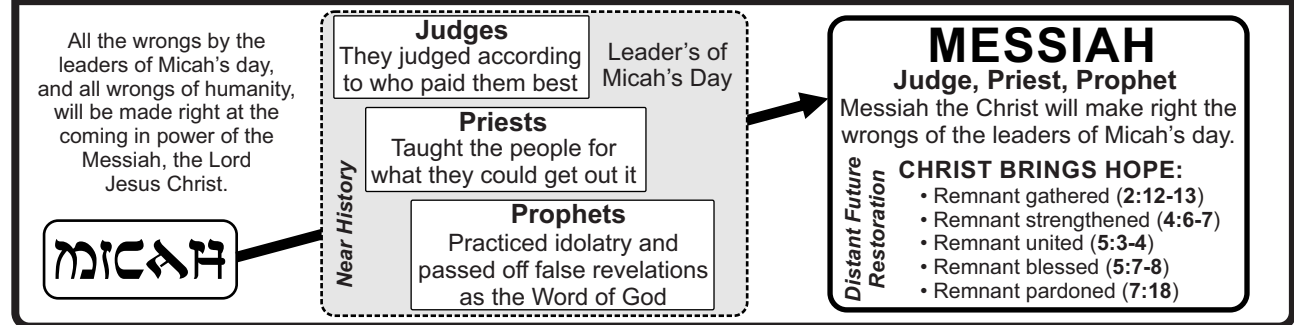 All the wrongs by the
leaders of Micah's day,
and all wrongs of humanity,
will be made right at the
coming in power of the
Messiah, the Lord
Jesus Christ.
MICAH
Near History
Judges
They judged according
to who paid them best
Leader's of
Micah's Day
Priests
Taught the people for
what they could get out it
Prophets
Practiced idolatry and
passed off false revelations
as the Word of God
MESSIAH
Judge, Priest, Prophet
Messiah the Christ will make right the
wrongs of the leaders of Micah's day.
Distant Future
Restoration
CHRIST BRINGS HOPE:
• Remnant gathered (2:12-13)
• Remnant strengthened (4:6-7)
• Remnant united (5:3-4)
• Remnant blessed (5:7-8)
• Remnant pardoned (7:18)